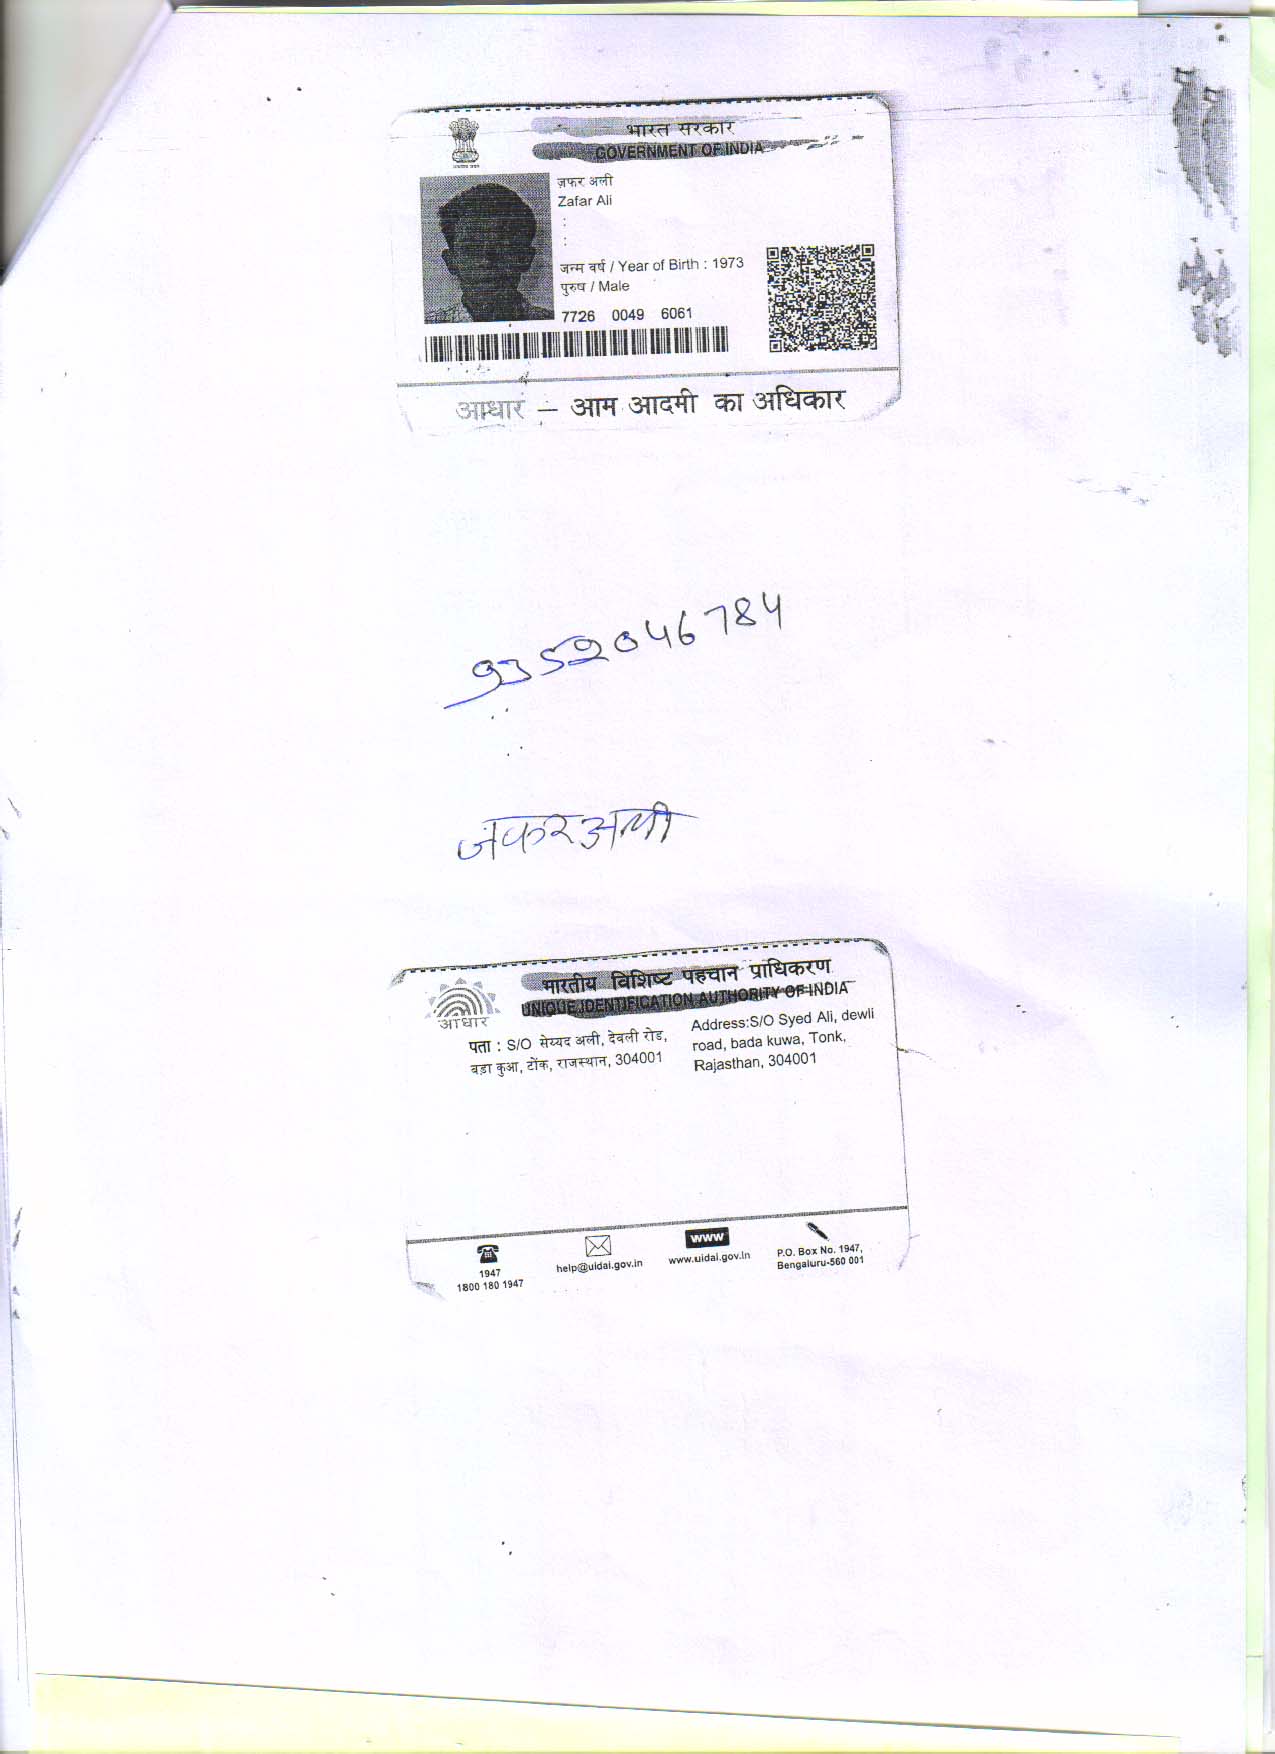 भारत सरकार
GOVERNMENT OF INDIA
ज़फर अली
Zafar Ali
:
:
जन्म वर्ष / Year of Birth : 1973
पुरुष / Male
7726 0049 6061
आधार – आम आदमी का अधिकार
9352046784
जफरअली
भारतीय विशिष्ट पहचान प्राधिकरण
UNIQUE IDENTIFICATION AUTHORITY OF INDIA
आधार
पता : S/O सेय्यद अली, देवली रोड,
बड़ा कुआ, टोंक, राजस्थान, 304001
Address:S/O Syed Ali, dewli
road, bada kuwa, Tonk,
Rajasthan, 304001
1947
1800 180 1947
help@uidai.gov.in
www
www.uidai.gov.in
P.O. Box No. 1947,
Bengaluru-560 001